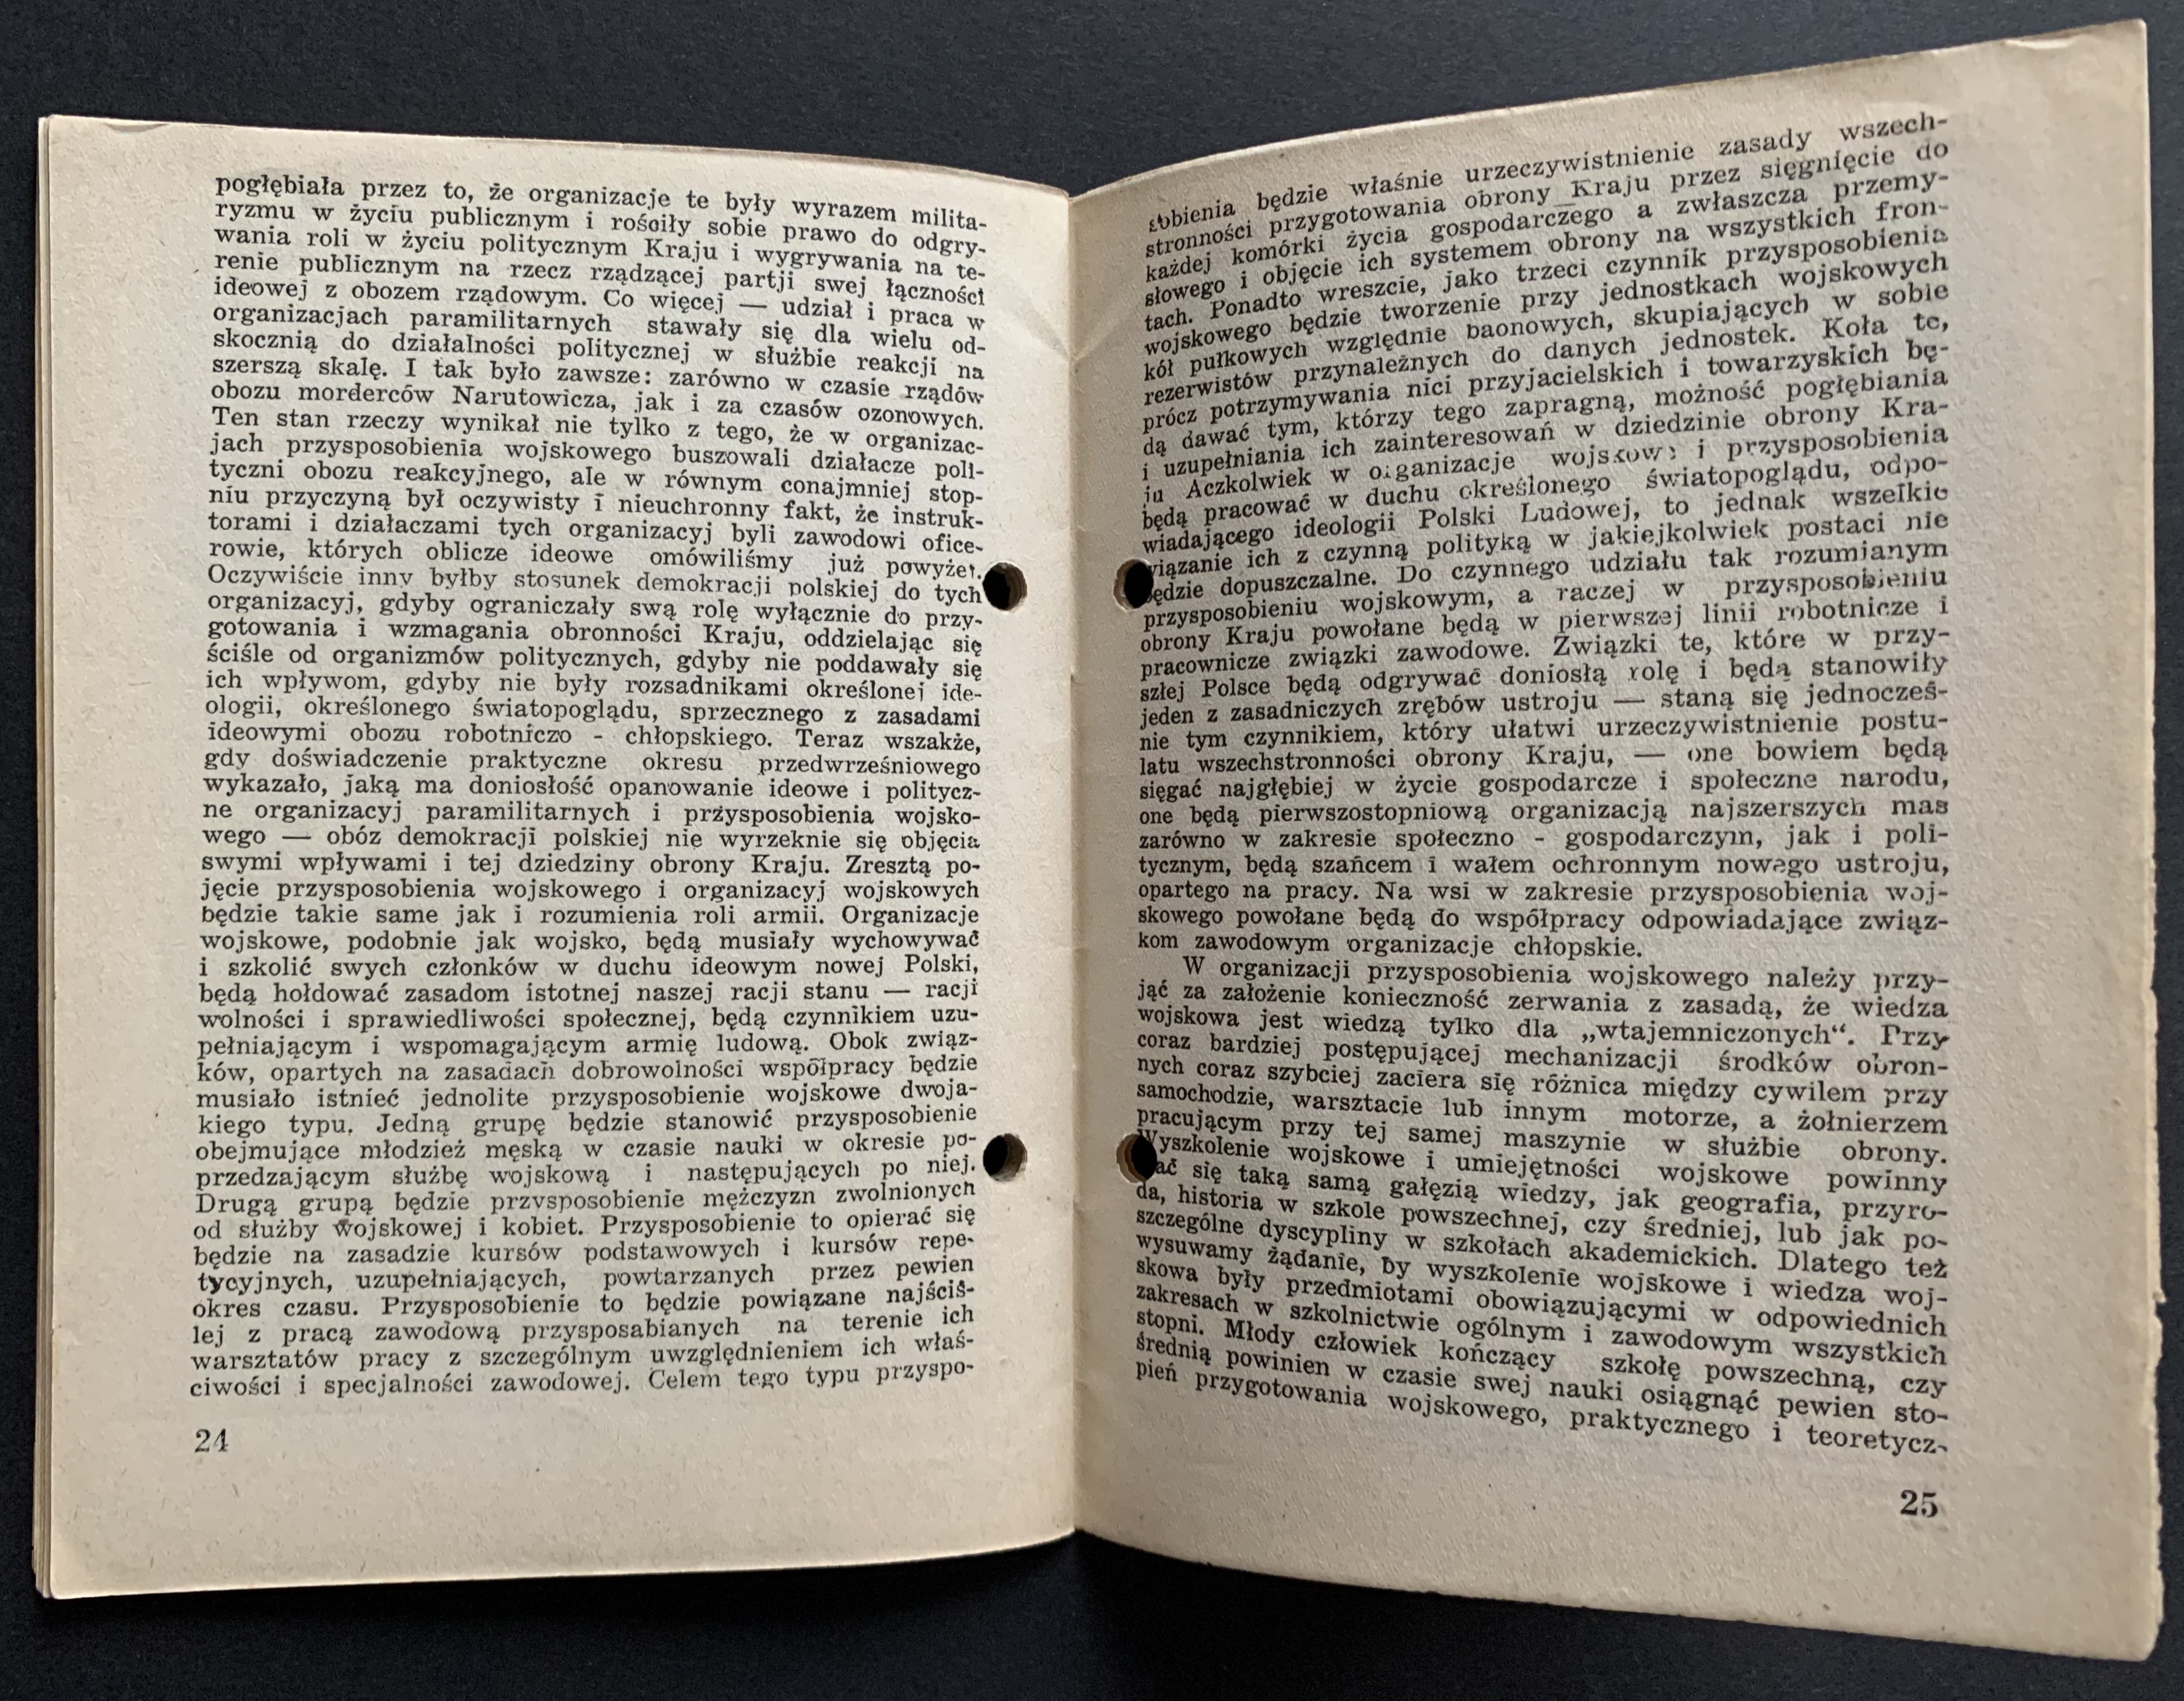 pogłębiała przez to, że organizacje te były wyrazem milita-
ryzmu w życiu publicznym i rościły sobie prawo do odgry-
wania roli w życiu politycznym Kraju i wygrywania na te-
renie publicznym na rzecz rządzącej partji swej łączności
ideowej z obozem rządowym. Co więcej — udział i praca w
organizacjach paramilitarnych stawały się dla wielu od-
skocznią do działalności politycznej w służbie reakcji na
szerszą skalę. I tak było zawsze: zarówno w czasie rządów
obozu morderców Narutowicza, jak i za czasów ozonowych.
Ten stan rzeczy wynikał nie tylko z tego, że w organizac-
jach przysposobienia wojskowego buszowali działacze poli-
tyczni obozu reakcyjnego, ale w równym conajmniej stop-
niu przyczyną był oczywisty i nieuchronny fakt, że instruk-
torami i działaczami tych organizacyj byli zawodowi ofice-
rowie, których oblicze ideowe omówiliśmy już powyżej.
Oczywiście inny byłby stosunek demokracji polskiej do tych
organizacyj, gdyby ograniczały swą rolę wyłącznie do przy-
gotowania i wzmagania obronności Kraju, oddzielając się
ściśle od organizmów politycznych, gdyby nie poddawały się
ich wpływom, gdyby nie były rozsadnikami określonej ide-
ologii, określonego światopoglądu, sprzecznego z zasadami
ideowymi obozu robotniczo - chłopskiego. Teraz wszakże,
gdy doświadczenie praktyczne okresu przedwrześniowego
wykazało, jaką ma doniosłość opanowanie ideowe i politycz-
ne organizacyj paramilitarnych i przysposobienia wojsko-
wego — obóz demokracji polskiej nie wyrzeknie się objęcia
swymi wpływami i tej dziedziny obrony Kraju. Zresztą po-
jęcie przysposobienia wojskowego i organizacyj wojskowych
będzie takie same jak i rozumienia roli armii. Organizacje
wojskowe, podobnie jak wojsko, będą musiały wychowywać
i szkolić swych członków w duchu ideowym nowej Polski,
będą hołdować zasadom istotnej naszej racji stanu — racji
wolności i sprawiedliwości społecznej, będą czynnikiem uzu-
pełniającym i wspomagającym armię ludową. Obok związ-
ków, opartych na zasadach dobrowolności współpracy będzie
musiało istnieć jednolite przysposobienie wojskowe dwoja-
kiego typu. Jedną grupę będzie stanowić przysposobienie
obejmujące młodzież męską w czasie nauki w okresie po-
przedzającym służbę wojskową i następujących po niej.
Drugą grupą będzie przysposobienie mężczyzn zwolnionych
od służby wojskowej i kobiet. Przysposobienie to opierać się
będzie na zasadzie kursów podstawowych i kursów repe-
tycyjnych, uzupełniających, powtarzanych przez pewien
okres czasu. Przysposobienie to będzie powiązane najściś-
lej z pracą zawodową przysposabianych na terenie ich
warsztatów pracy z szczególnym uwzględnieniem ich właś-
ciwości i specjalności zawodowej. Celem tego typu przyspo-
24
sobienia będzie właśnie urzeczywistnienie zasady wszech-
stronności przygotowania obrony Kraju przez sięgnięcie do
każdej komórki życia gospodarczego a zwłaszcza przemy-
słowego i objęcie ich systemem obrony na wszystkich fron-
tach. Ponadto wreszcie, jako trzeci czynnik przysposobienia
wojskowego będzie tworzenie przy jednostkach wojskowych
kół pułkowych względnie baonowych, skupiających w sobie
rezerwistów przynależnych do danych jednostek. Koła te,
prócz potrzymywania nici przyjacielskich i towarzyskich bę-
dą dawać tym, którzy tego zapragną, możność pogłębiania
i uzupełniania ich zainteresowań w dziedzinie obrony Kra-
ju Aczkolwiek w organizacje wojskowe i przysposobienia
będą pracować w duchu określonego światopoglądu, odpo-
wiadającego ideologii Polski Ludowej, to jednak wszelkie
wiązanie ich z czynną polityką w jakiejkolwiek postaci nie
będzie dopuszczalne. Do czynnego udziału tak rozumianym
przysposobieniu wojskowym, a raczej w przysposobieniu
obrony Kraju powołane będą w pierwszej linii robotnicze i
pracownicze związki zawodowe. Związki te, które w przy-
szłej Polsce będą odgrywać doniosłą rolę i będą stanowiły
jeden z zasadniczych zrębów ustroju — staną się jednocześ-
nie tym czynnikiem, który ułatwi urzeczywistnienie postu-
latu wszechstronności obrony Kraju, — one bowiem będą
sięgać najgłębiej w życie gospodarcze i społeczne narodu,
one będą pierwszostopniową organizacją najszerszych mas
zarówno w zakresie społeczno - gospodarczym, jak i poli-
tycznym, będą szańcem i wałem ochronnym nowego ustroju,
opartego na pracy. Na wsi w zakresie przysposobienia woj-
skowego powołane będą do współpracy odpowiadające związ-
kom zawodowym organizacje chłopskie.
W organizacji przysposobienia wojskowego należy przy-
jąć za założenie konieczność zerwania z zasadą, że wiedza
wojskowa jest wiedzą tylko dla „wtajemniczonych“. Przy
coraz bardziej postępującej mechanizacji środków obron-
nych coraz szybciej zaciera się różnica między cywilem przy
samochodzie, warsztacie lub innym motorze, a żołnierzem
pracującym przy tej samej maszynie w służbie obrony.
Wyszkolenie wojskowe i umiejętności wojskowe powinny
stać się taką samą gałęzią wiedzy, jak geografia, przyro-
da, historia w szkole powszechnej, czy średniej, lub jak po-
szczególne dyscypliny w szkołach akademickich. Dlatego też
wysuwamy żądanie, by wyszkolenie wojskowe i wiedza woj-
skowa były przedmiotami obowiązującymi w odpowiednich
zakresach w szkolnictwie ogólnym i zawodowym wszystkich
stopni. Młody człowiek kończący szkołę powszechną, czy
średnią powinien w czasie swej nauki osiągnąć pewien sto-
pień przygotowania wojskowego, praktycznego i teoretycz-
25